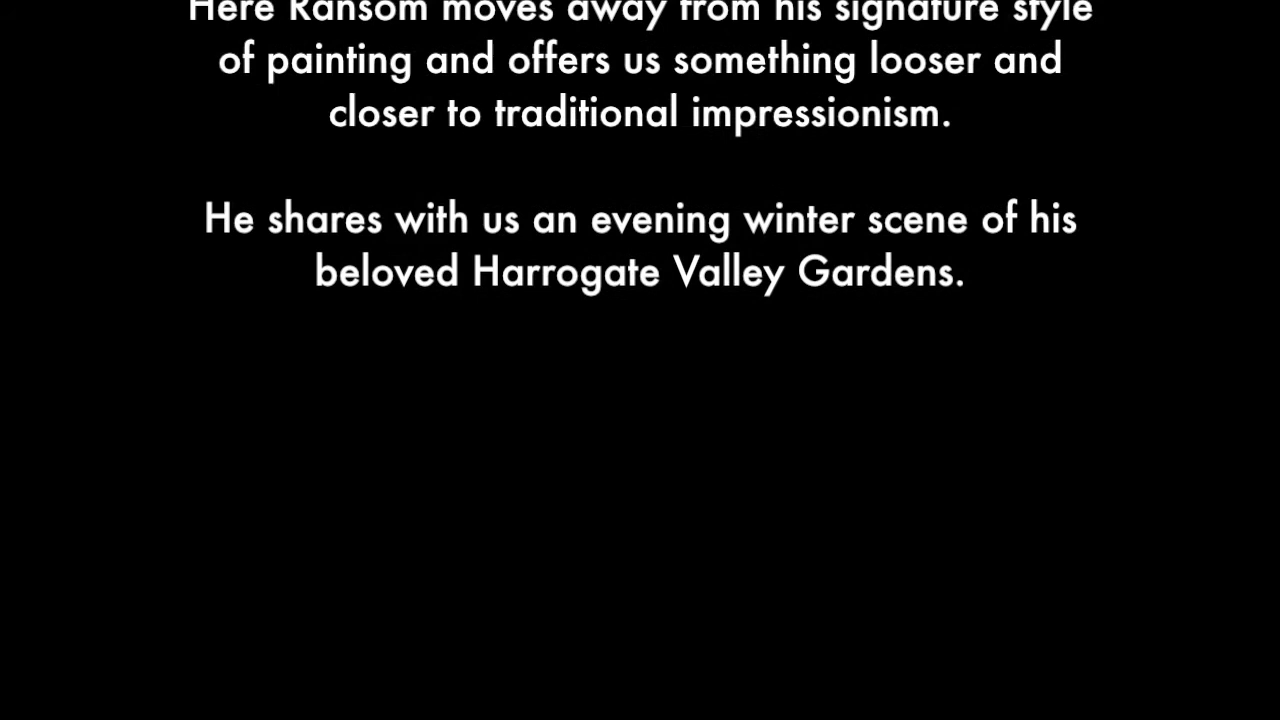 Here Ransom moves away from his signature style
of painting and offers us something looser and
closer to traditional impressionism.
He shares with us an evening winter scene of his
beloved Harrogate Valley Gardens.